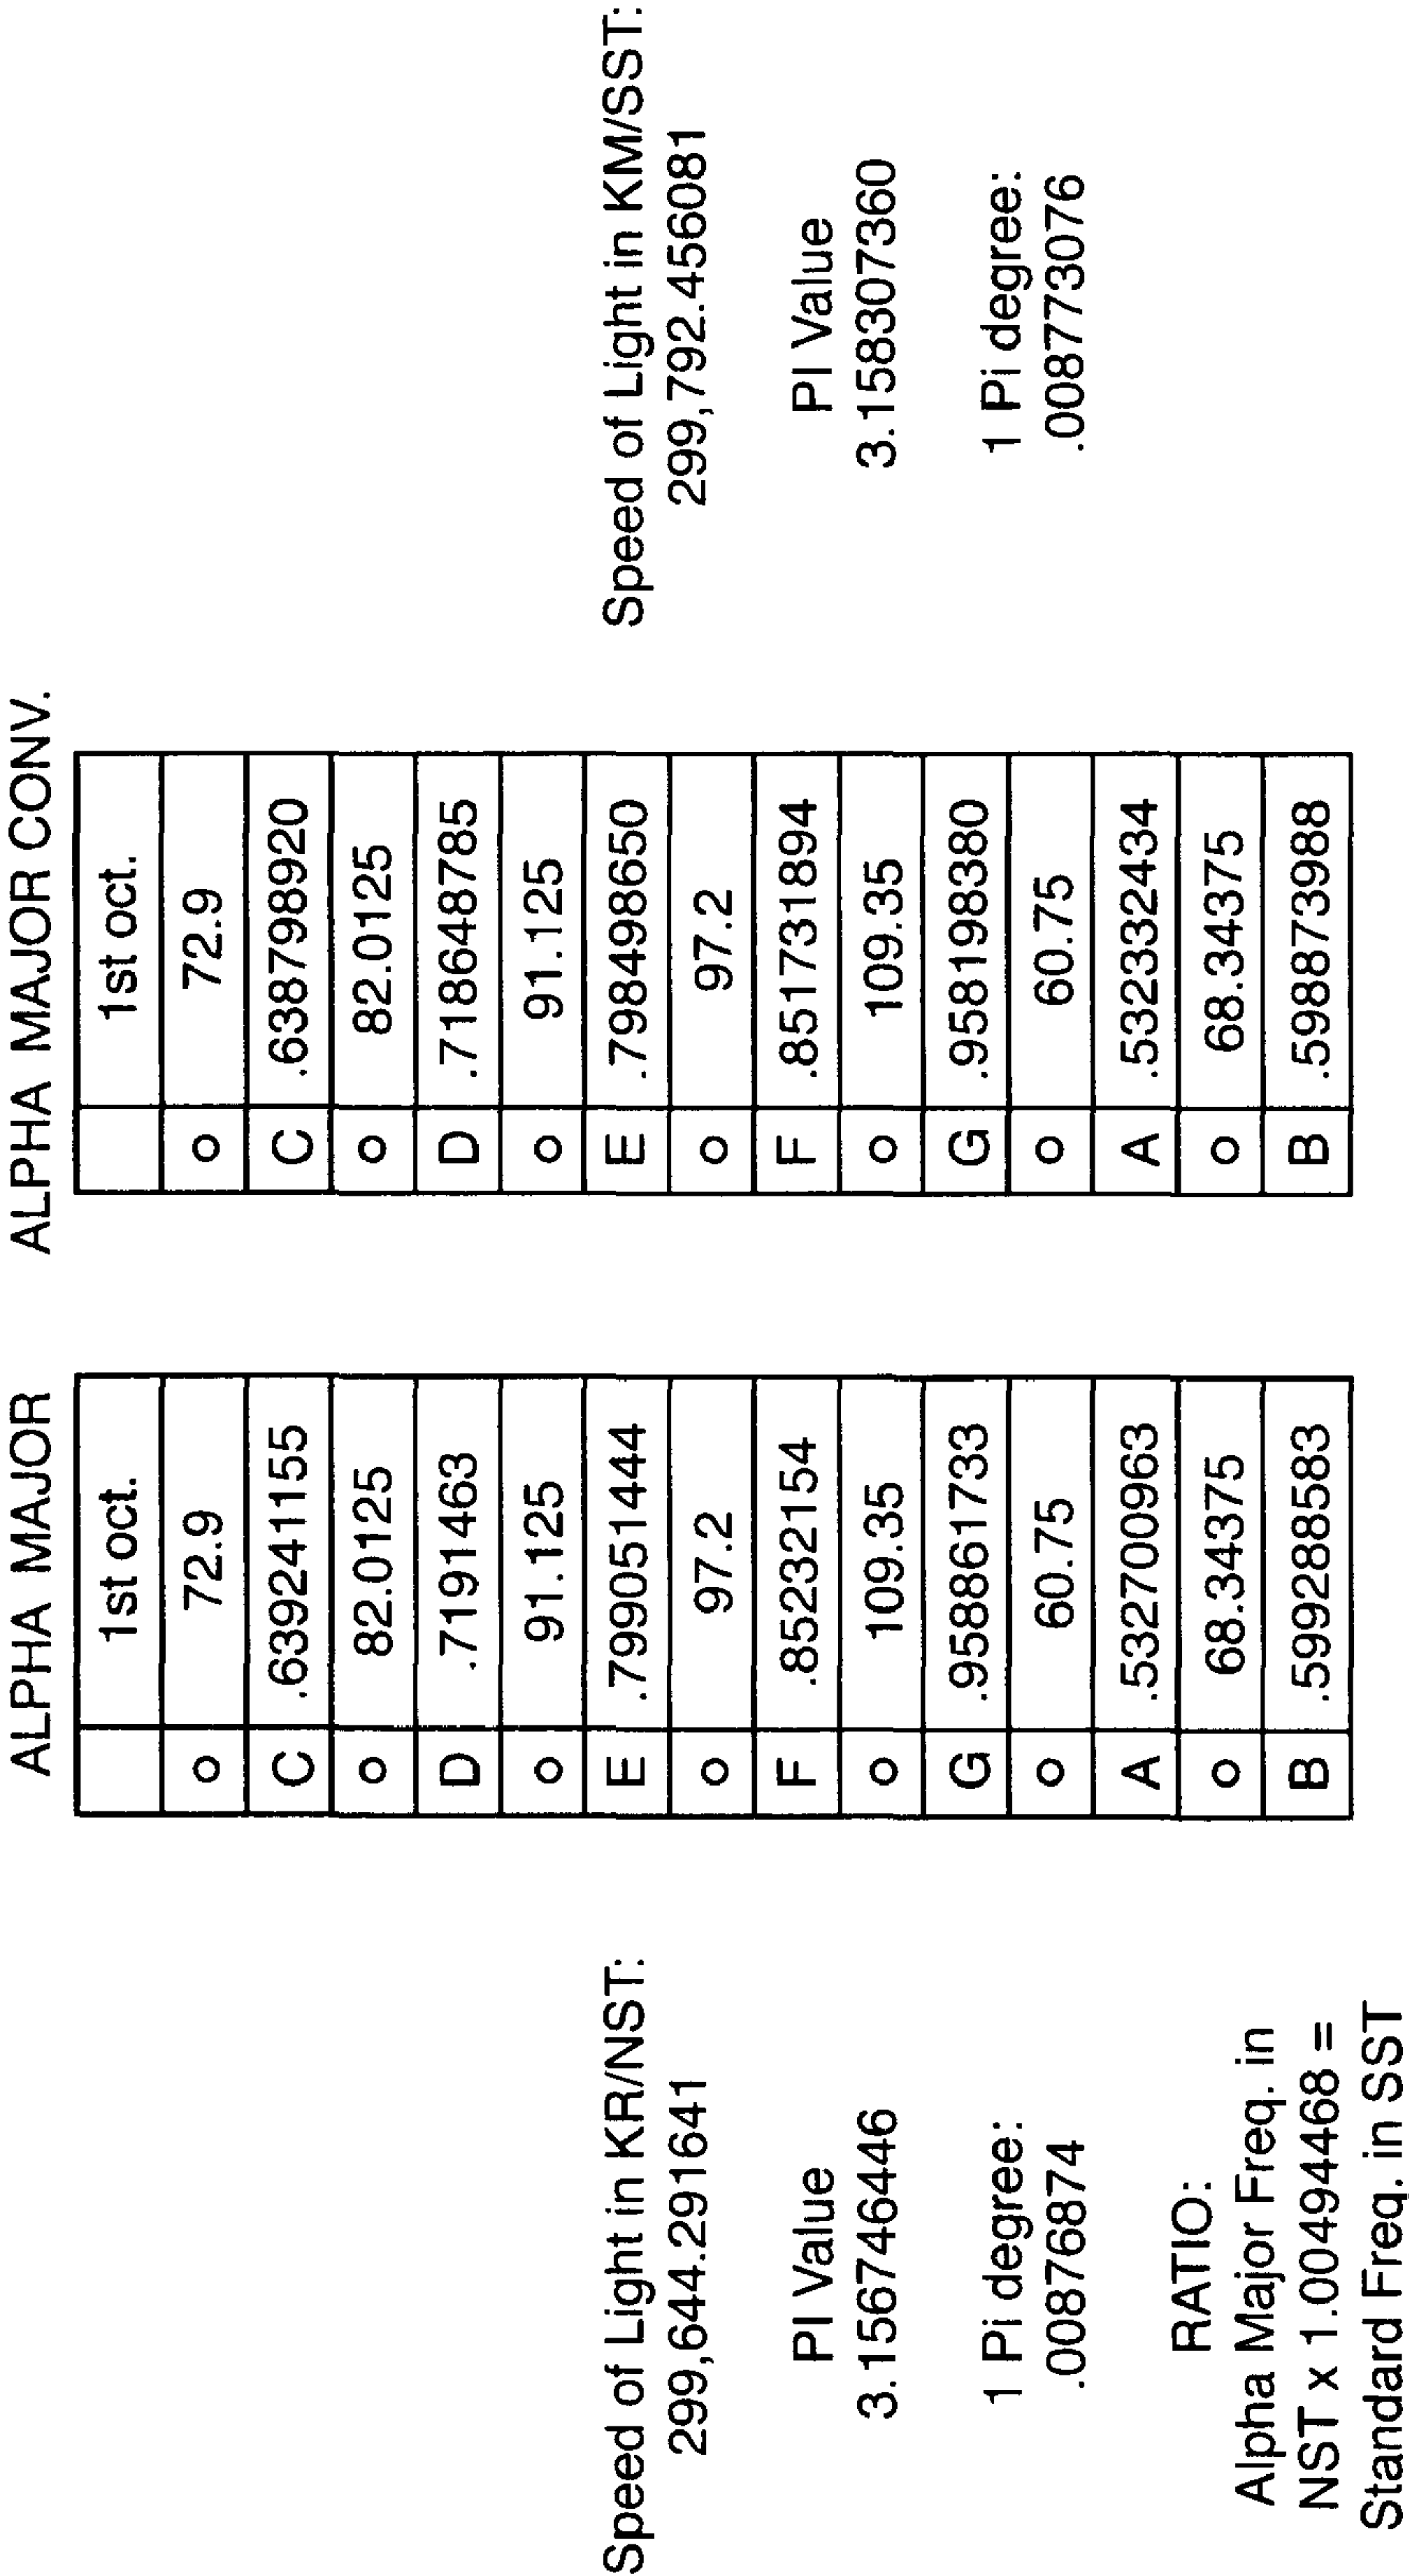 ALPHA MAJOR
1st oct.
o 72.9
C .639241155
o 82.0125
D .7191463
o 91.125
E .799051444
o 97.2
F .85232154
o 109.35
G .958861733
o 60.75
A .532700963
o 68.34375
B .599288583
ALPHA MAJOR CONV.
1st oct.
o 72.9
C .638798920
o 82.0125
D .718648785
o 91.125
E .798498650
o 97.2
F .851731894
o 109.35
G .958198380
o 60.75
A .532332434
o 68.34375
B .598873988
Speed of Light in KR/NST:
299,644.291641
PI Value
3.156746446
1 Pi degree:
.00876874
RATIO:
Alpha Major Freq. in
NST x 1.00494468 =
Standard Freq. in SST
Speed of Light in KM/SST:
299,792.456081
PI Value
3.158307360
1 Pi degree:
.008773076